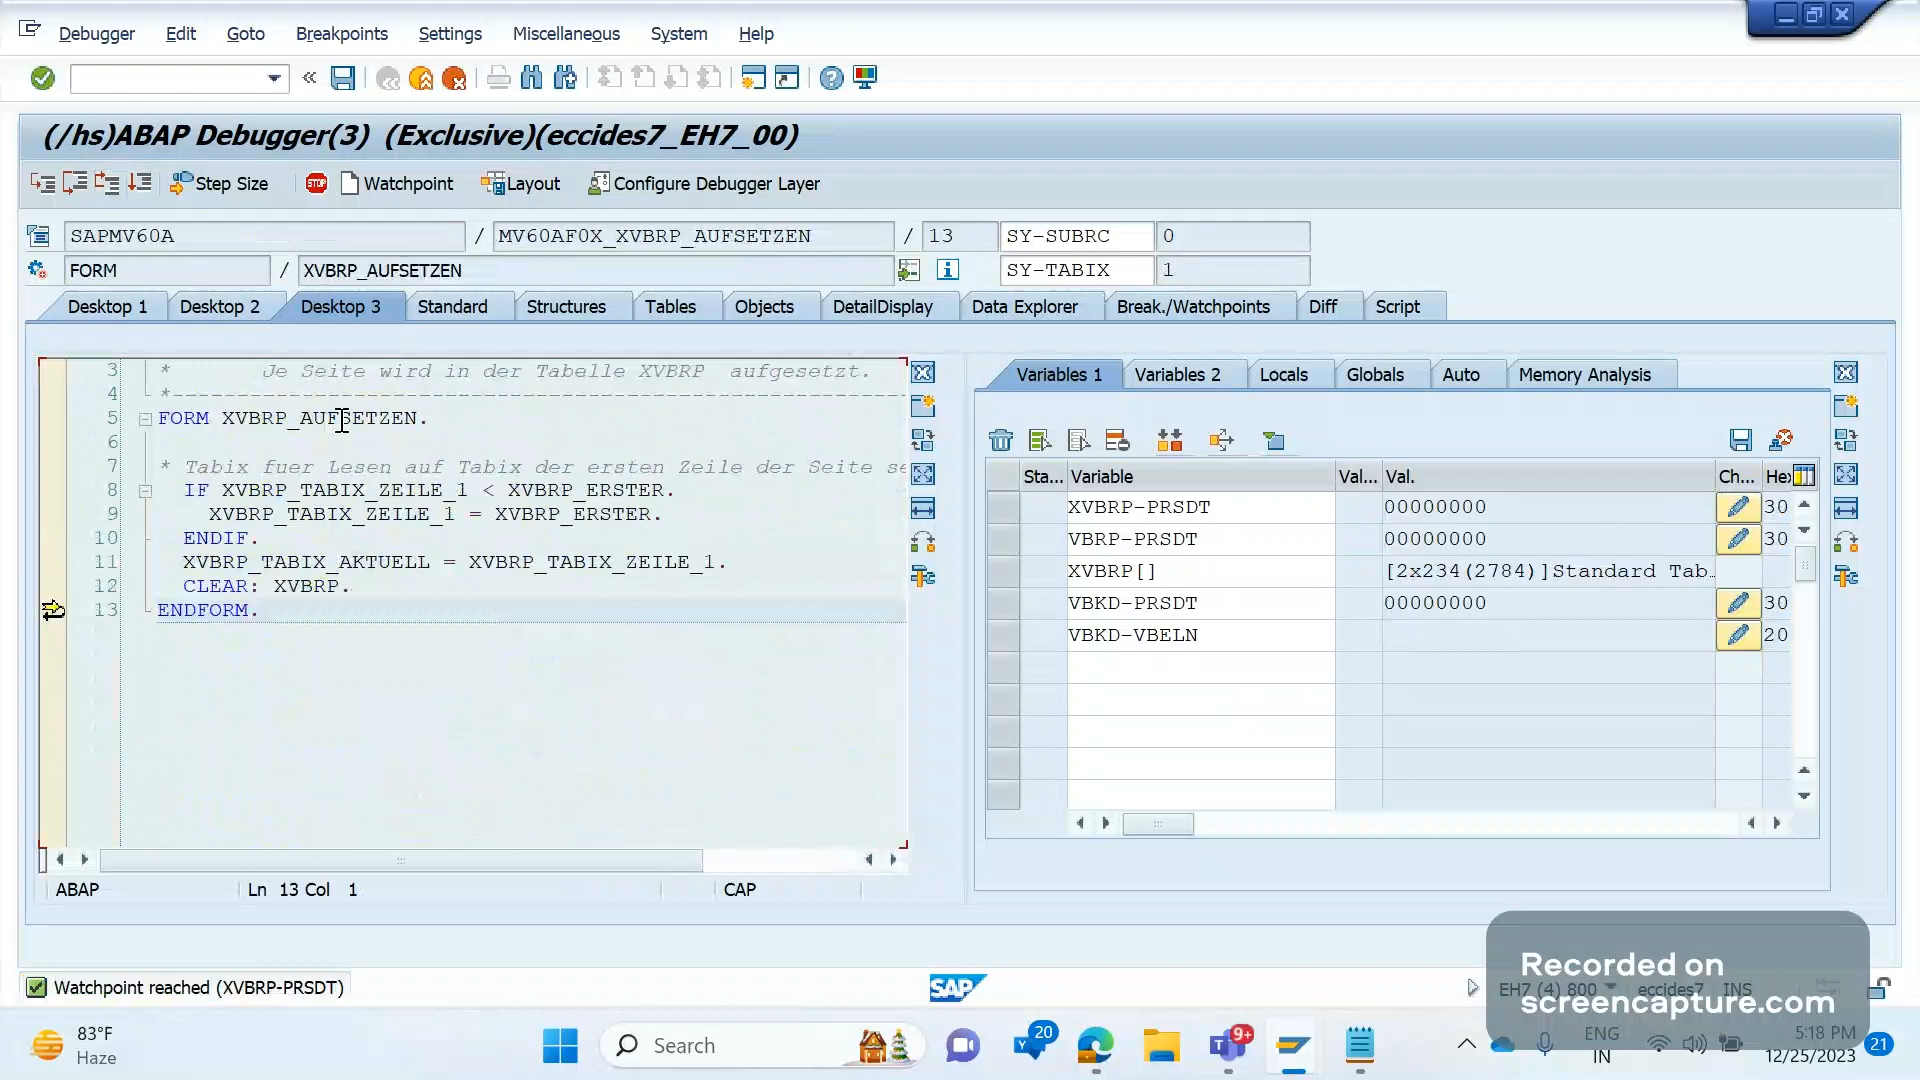 Debugger Edit Goto Breakpoints Settings Miscellaneous System Help
(/hs)ABAP Debugger(3) (Exclusive)(eccides7_EH7_00)
Step Size STOP Watchpoint Layout Configure Debugger Layer
SAPMV60A / MV60AF0X_XVBRP_AUFSETZEN / 13 SY-SUBRC 0
FORM / XVBRP_AUFSETZEN SY-TABIX 1
Desktop 1 Desktop 2 Desktop 3 Standard Structures Tables Objects DetailDisplay Data Explorer Break./Watchpoints Diff Script
3 * Je Seite wird in der Tabelle XVBRP aufgesetzt.
4 *------------------------------------------------------------
5 FORM XVBRP_AUFSETZEN.
6
7 * Tabix fuer Lesen auf Tabix der ersten Zeile der Seite se
8 IF XVBRP_TABIX_ZEILE_1 < XVBRP_ERSTER.
9 XVBRP_TABIX_ZEILE_1 = XVBRP_ERSTER.
10 ENDIF.
11 XVBRP_TABIX_AKTUELL = XVBRP_TABIX_ZEILE_1.
12 CLEAR: XVBRP.
13 ENDFORM.
ABAP Ln 13 Col 1 CAP
Variables 1 Variables 2 Locals Globals Auto Memory Analysis
Sta... Variable Val... Val. Ch... Hex
XVBRP-PRSDT 00000000 30
VBRP-PRSDT 00000000 30
XVBRP[] [2x234(2784)]Standard Tab...
VBKD-PRSDT 00000000 30
VBKD-VBELN 20
Watchpoint reached (XVBRP-PRSDT)
SAP
EH7 (4) 800 eccides7 INS
Recorded on
screencapture.com
83°F
Haze
Search
20
9+
ENG
IN
5:18 PM
12/25/2023
21